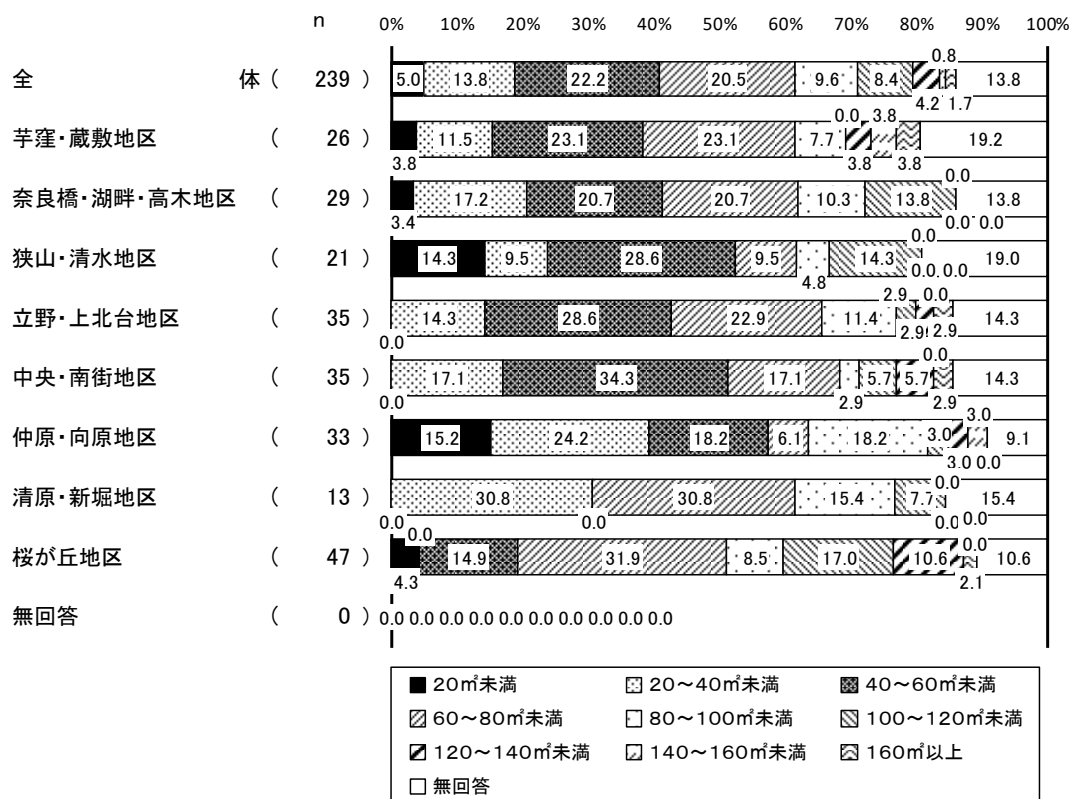 n 0% 10% 20% 30% 40% 50% 60% 70% 80% 90% 100%
0.8
全 体 ( 239 ) 5.0 13.8 22.2 20.5 9.6 8.4 13.8
4.2 1.7
0.0 3.8
芋窪・蔵敷地区 ( 26 ) 11.5 23.1 23.1 7.7 19.2
3.8 3.8 3.8
0.0
奈良橋・湖畔・高木地区 ( 29 ) 17.2 20.7 20.7 10.3 13.8 13.8
3.4 0.0 0.0
0.0
狭山・清水地区 ( 21 ) 14.3 9.5 28.6 9.5 14.3 19.0
4.8 0.0 0.0
2.9 0.0
立野・上北台地区 ( 35 ) 14.3 28.6 22.9 11.4 14.3
0.0 2.9 2.9
0.0
中央・南街地区 ( 35 ) 17.1 34.3 17.1 5.7 5.7 14.3
0.0 2.9 2.9
3.0
仲原・向原地区 ( 33 ) 15.2 24.2 18.2 6.1 18.2 3.0 9.1
3.0 0.0
0.0
清原・新堀地区 ( 13 ) 30.8 30.8 15.4 7.7 15.4
0.0 0.0 0.0 0.0
0.0 0.0
桜が丘地区 ( 47 ) 14.9 31.9 8.5 17.0 10.6 10.6
4.3 2.1
無回答 ( 0 ) 0.0 0.0 0.0 0.0 0.0 0.0 0.0 0.0 0.0 0.0
20㎡未満 20～40㎡未満 40～60㎡未満
60～80㎡未満 80～100㎡未満 100～120㎡未満
120～140㎡未満 140～160㎡未満 160㎡以上
無回答